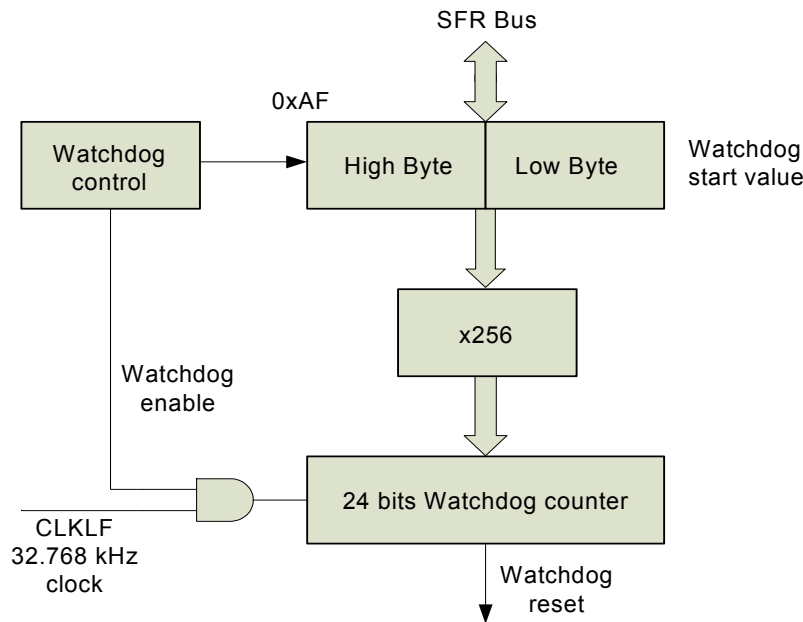 SFR Bus
0xAF
Watchdog
control
High Byte
Low Byte
Watchdog
start value
x256
Watchdog
enable
24 bits Watchdog counter
CLKLF
32.768 kHz
clock
Watchdog
reset